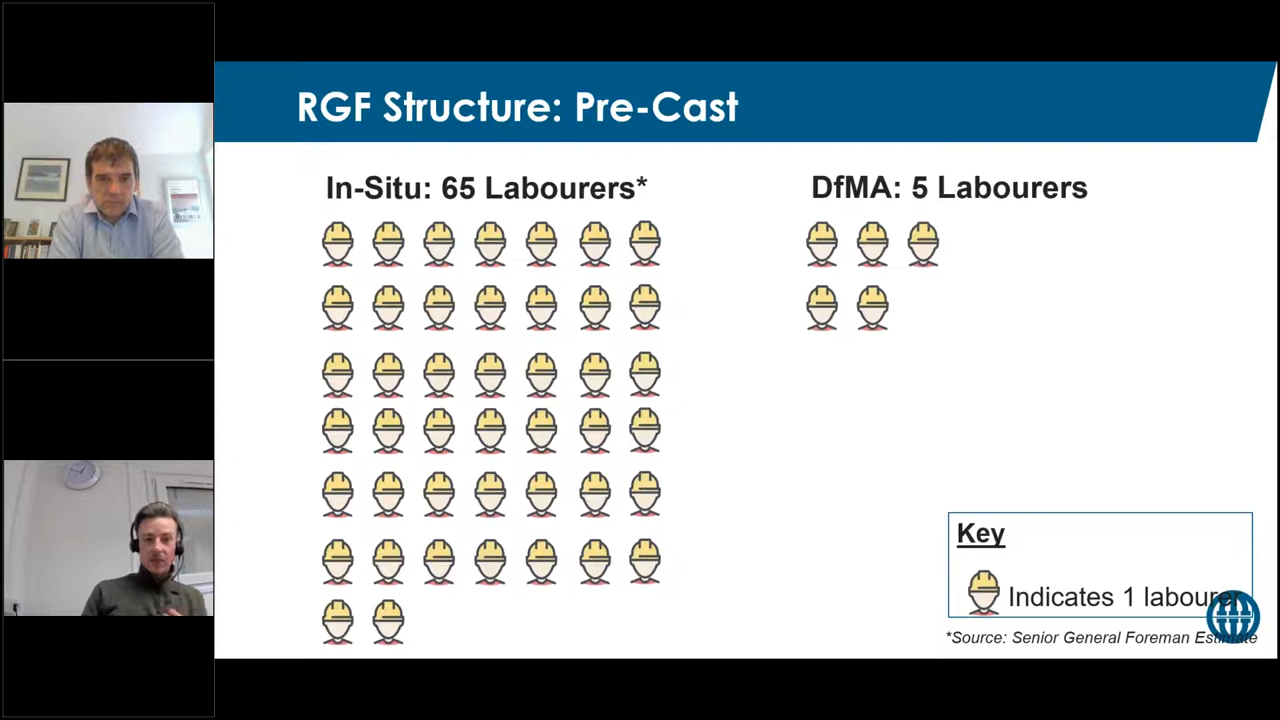 RGF Structure: Pre-Cast
In-Situ: 65 Labourers*
DfMA: 5 Labourers
Key
Indicates 1 labourer
*Source: Senior General Foreman Estimate